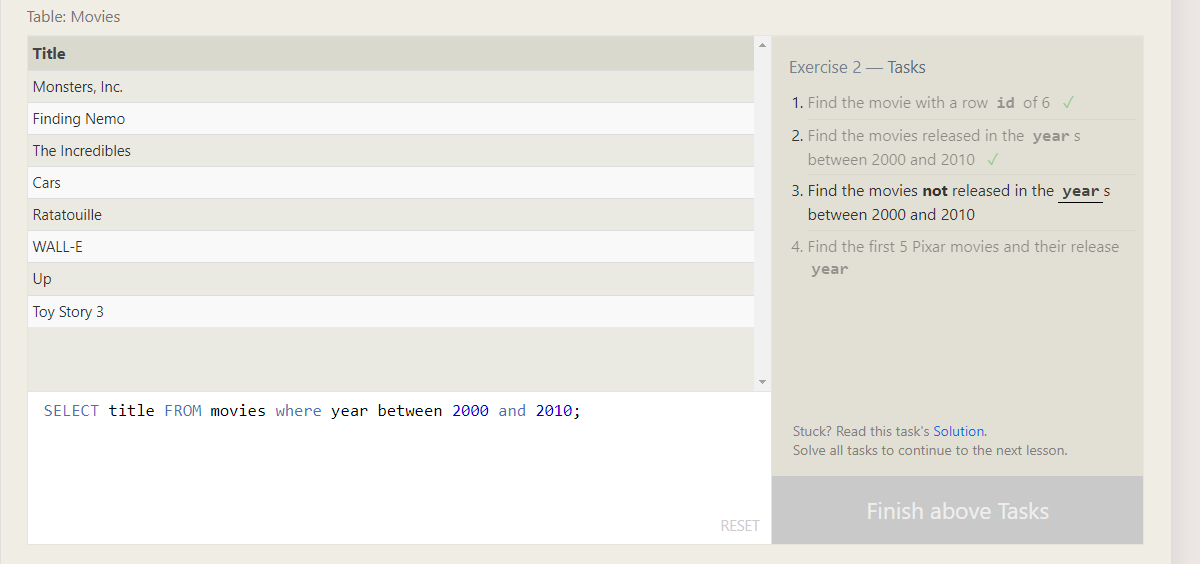 Table: Movies
Title
Monsters, Inc.
Finding Nemo
The Incredibles
Cars
Ratatouille
WALL-E
Up
Toy Story 3
SELECT title FROM movies where year between 2000 and 2010;
RESET
Exercise 2 — Tasks
1. Find the movie with a row id of 6 ✓
2. Find the movies released in the year s
between 2000 and 2010 ✓
3. Find the movies not released in the year s
between 2000 and 2010
4. Find the first 5 Pixar movies and their release
year
Stuck? Read this task's Solution.
Solve all tasks to continue to the next lesson.
Finish above Tasks